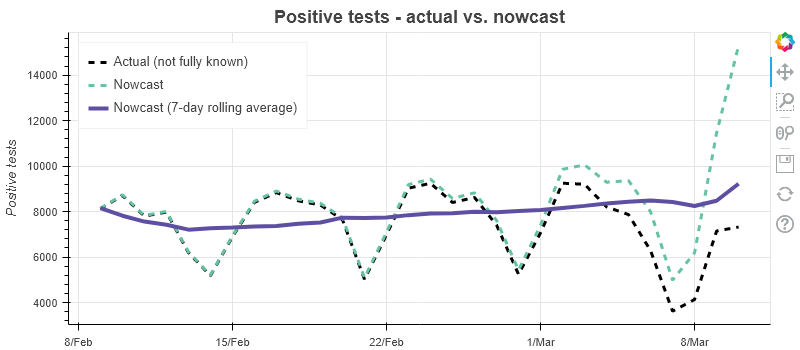 Positive tests - actual vs. nowcast
Actual (not fully known)
Nowcast
Nowcast (7-day rolling average)
Positive tests
14000
12000
10000
8000
6000
4000
8/Feb
15/Feb
22/Feb
1/Mar
8/Mar